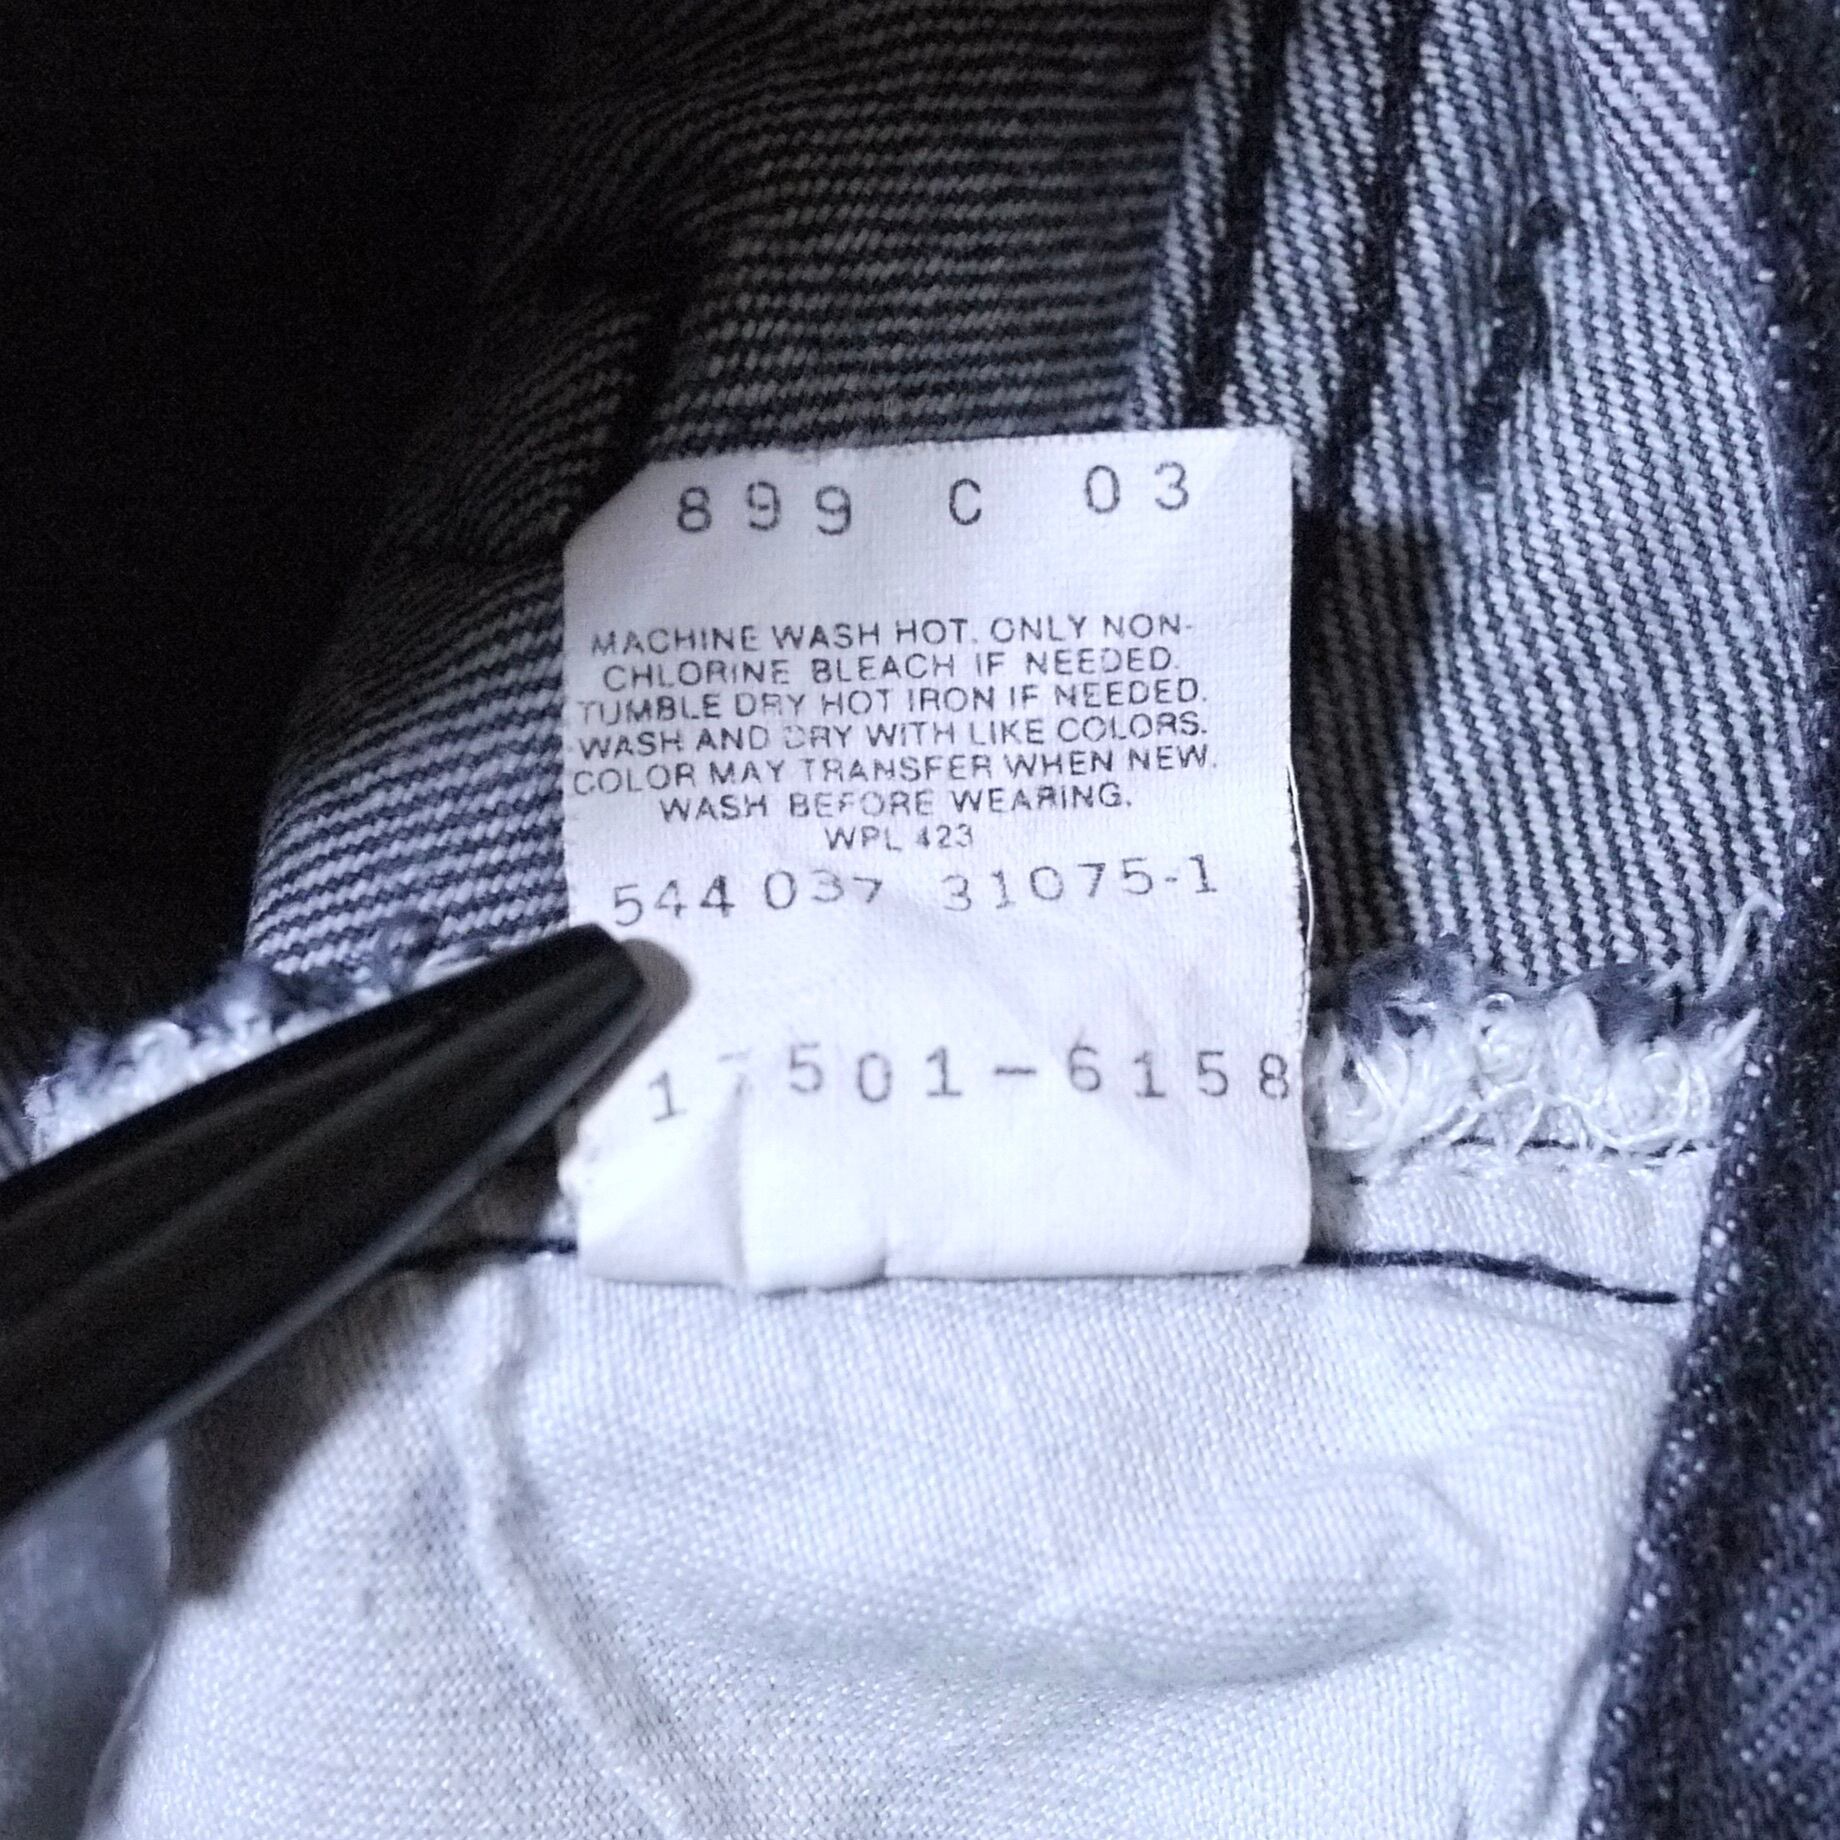 899 C 03
MACHINE WASH HOT. ONLY NON-
CHLORINE BLEACH IF NEEDED.
TUMBLE DRY HOT IRON IF NEEDED.
WASH AND DRY WITH LIKE COLORS.
COLOR MAY TRANSFER WHEN NEW.
WASH BEFORE WEARING.
WPL 423
544 037 31075-1
501-6158